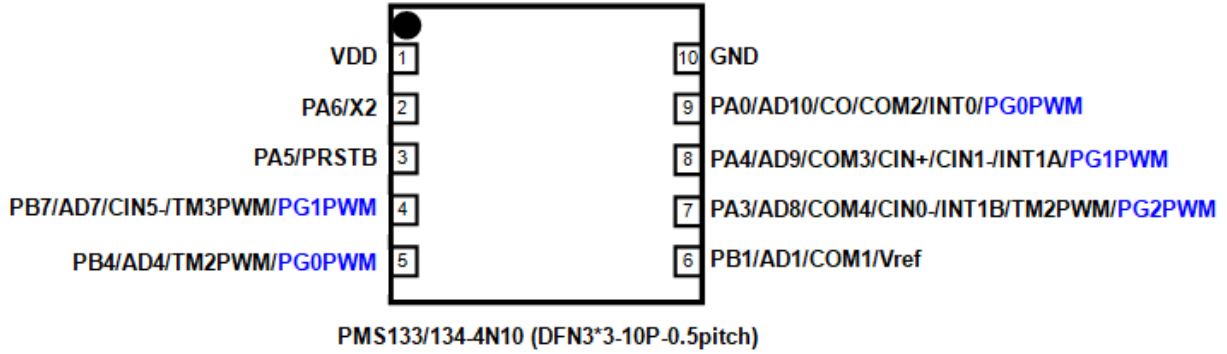 VDD 1 10 GND
PA6/X2 2 9 PA0/AD10/CO/COM2/INT0/PG0PWM
PA5/PRSTB 3 8 PA4/AD9/COM3/CIN+/CIN1-/INT1A/PG1PWM
PB7/AD7/CIN5-/TM3PWM/PG1PWM 4 7 PA3/AD8/COM4/CIN0-/INT1B/TM2PWM/PG2PWM
PB4/AD4/TM2PWM/PG0PWM 5 6 PB1/AD1/COM1/Vref
PMS133/134-4N10 (DFN3*3-10P-0.5pitch)